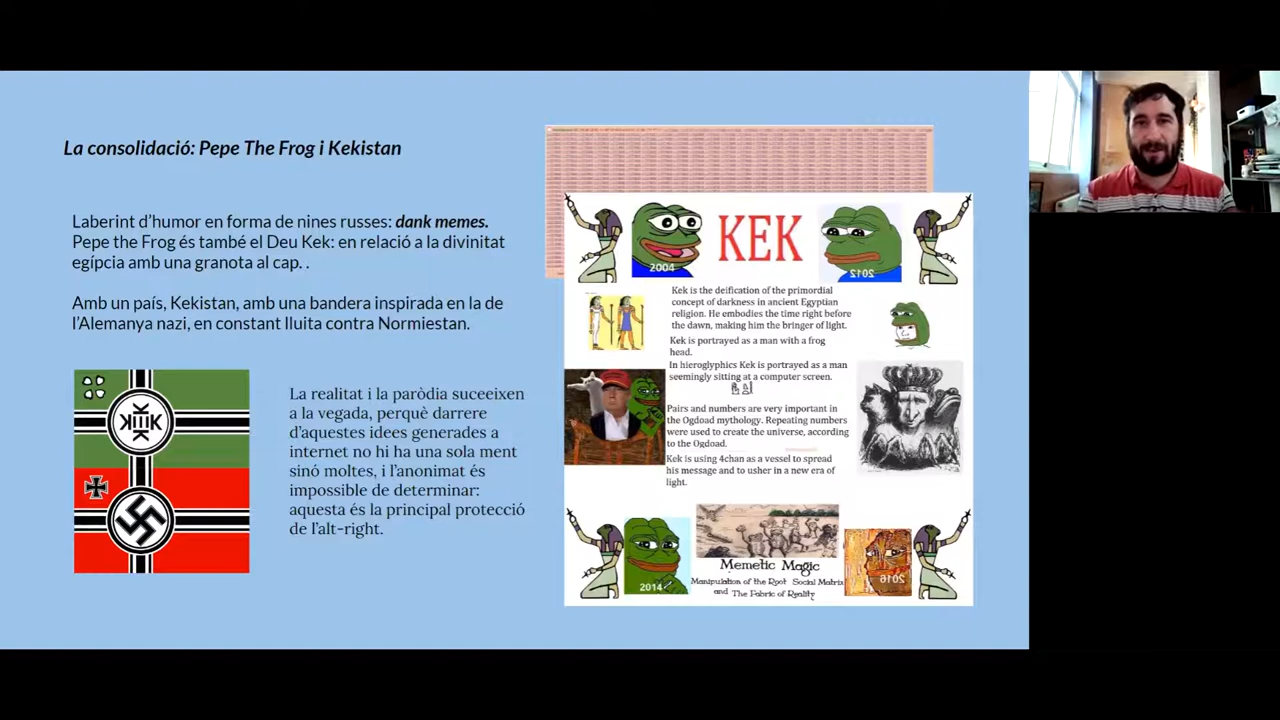 La consolidació: Pepe The Frog i Kekistan
Laberint d'humor en forma de nines russes: dank memes.
Pepe the Frog és també el Deu Kek: en relació a la divinitat
egípcia amb una granota al cap. .
Amb un país, Kekistan, amb una bandera inspirada en la de
l'Alemanya nazi, en constant lluita contra Normiestan.
La realitat i la paròdia suceeixen
a la vegada, perquè darrere
d'aquestes idees generades a
internet no hi ha una sola ment
sinó moltes, i l'anonimat és
impossible de determinar:
aquesta és la principal protecció
de l'alt-right.
KEK
2004
2012
Kek is the deification of the primordial
concept of darkness in ancient Egyptian
religion. He embodies the time right before
the dawn, making him the bringer of light.
Kek is portrayed as a man with a frog
head.
In hieroglyphics Kek is portrayed as a man
seemingly sitting at a computer screen.
Pairs and numbers are very important in
the Ogdoad mythology. Repeating numbers
were used to create the universe, according
to the Ogdoad.
Kek is using 4chan as a vessel to spread
his message and to usher in a new era of
light.
2014
2016
Memetic Magic
Manipulation of the Root Social Matrix
and The Fabric of Reality